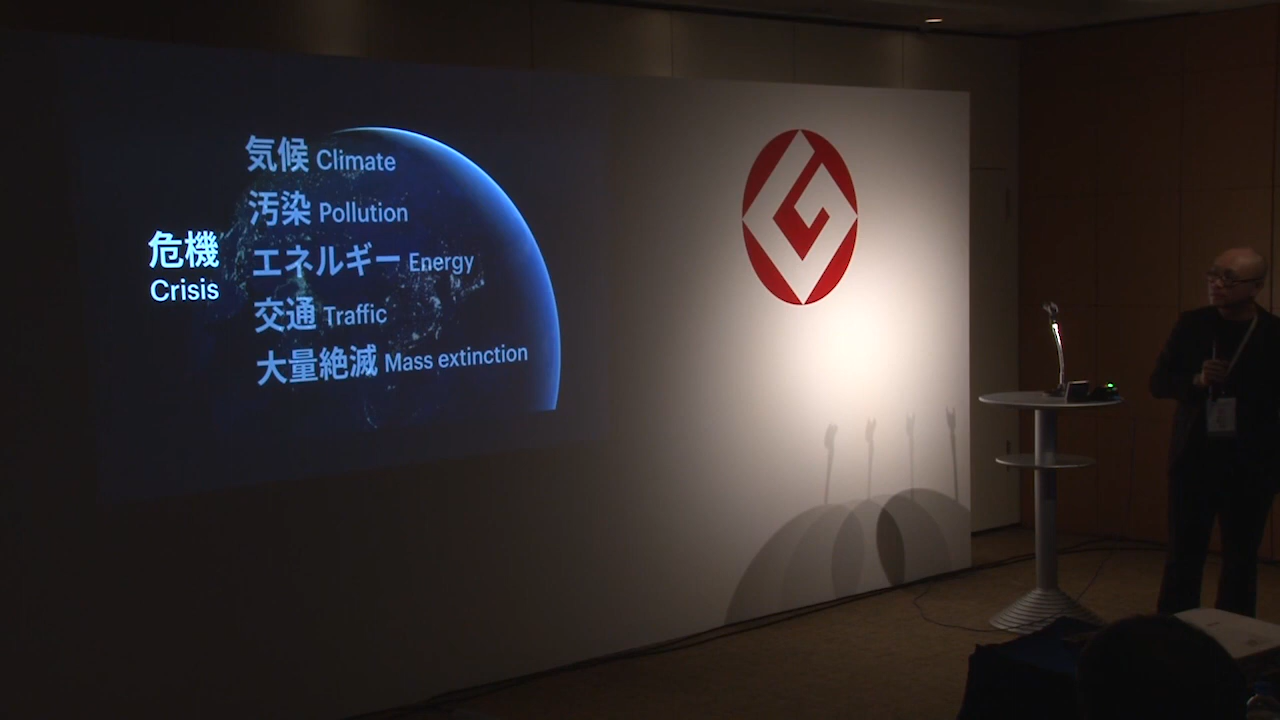 気候 Climate
汚染 Pollution
危機
Crisis
エネルギー Energy
交通 Traffic
大量絶滅 Mass extinction